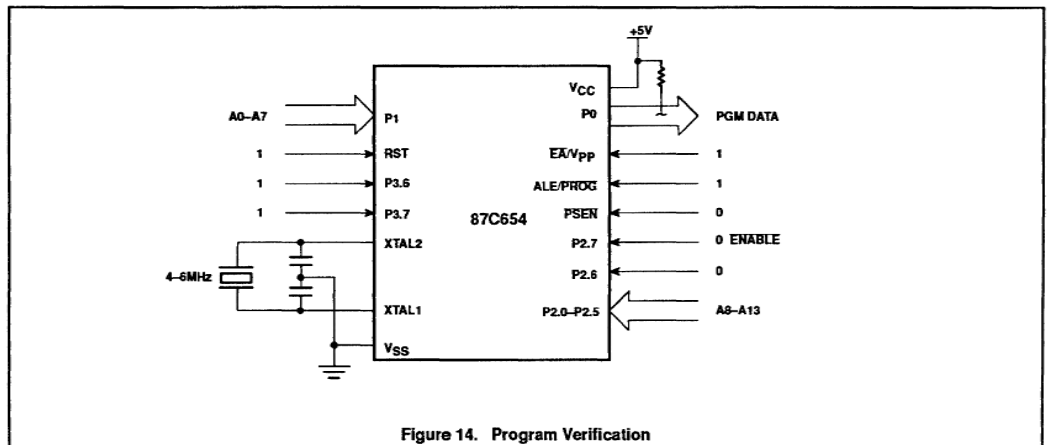 +5V
VCC
A0–A7
P1
P0
PGM DATA
1
RST
EA/VPP
1
1
P3.6
ALE/PROG
1
1
P3.7
87C654
PSEN
0
XTAL2
P2.7
0 ENABLE
4–6MHz
P2.6
0
XTAL1
P2.0–P2.5
A8–A13
VSS
Figure 14. Program Verification